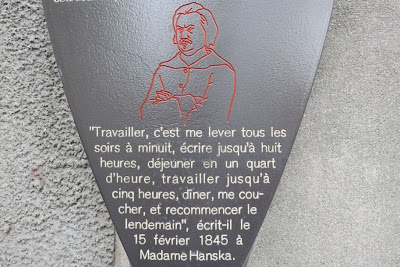 "Travailler, c'est me lever tous les
soirs à minuit, écrire jusqu'à huit
heures, déjeuner en un quart
d'heure, travailler jusqu'à
cinq heures, dîner, me cou-
cher, et recommencer le
lendemain", écrit-il le
15 février 1845 à
Madame Hanska.